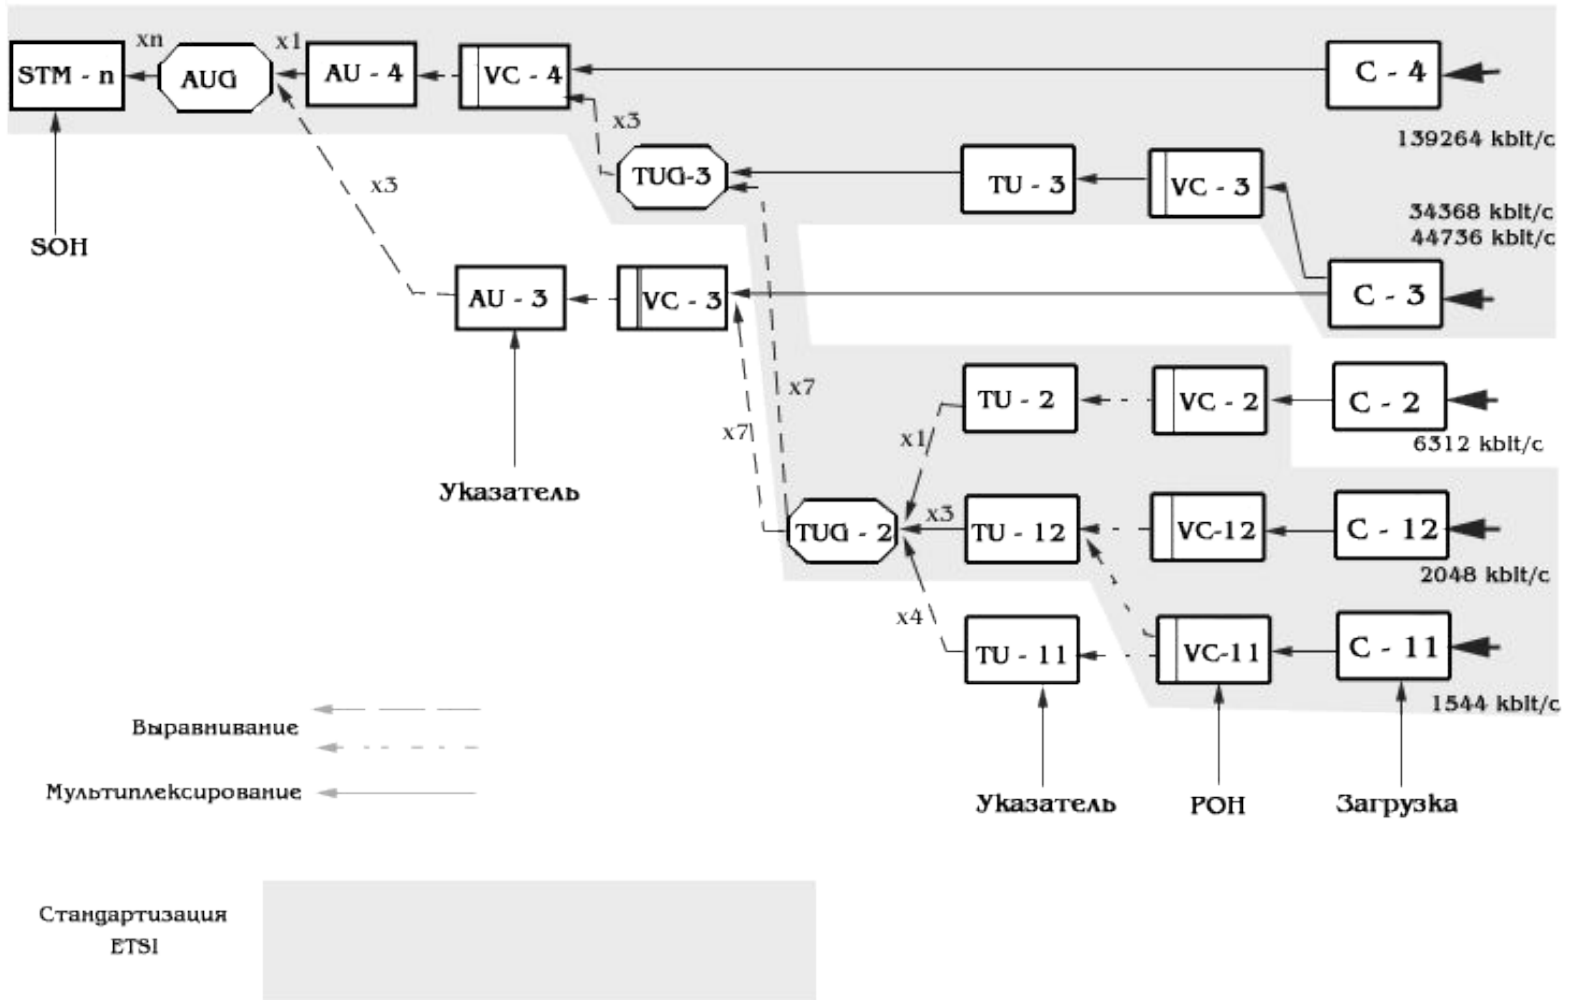 xn
x1
STM - n
AUG
AU - 4
VC - 4
C - 4
x3
139264 kbit/c
TUG-3
TU - 3
VC - 3
x3
34368 kbit/c
44736 kbit/c
SOH
AU - 3
VC - 3
C - 3
x7
TU - 2
VC - 2
C - 2
x7
x1
6312 kbit/c
Указатель
x3
TUG - 2
TU - 12
VC-12
C - 12
2048 kbit/c
x4
TU - 11
VC-11
C - 11
1544 kbit/c
Выравнивание
Мультиплексирование
Указатель
POH
Загрузка
Стандартизация
ETSI